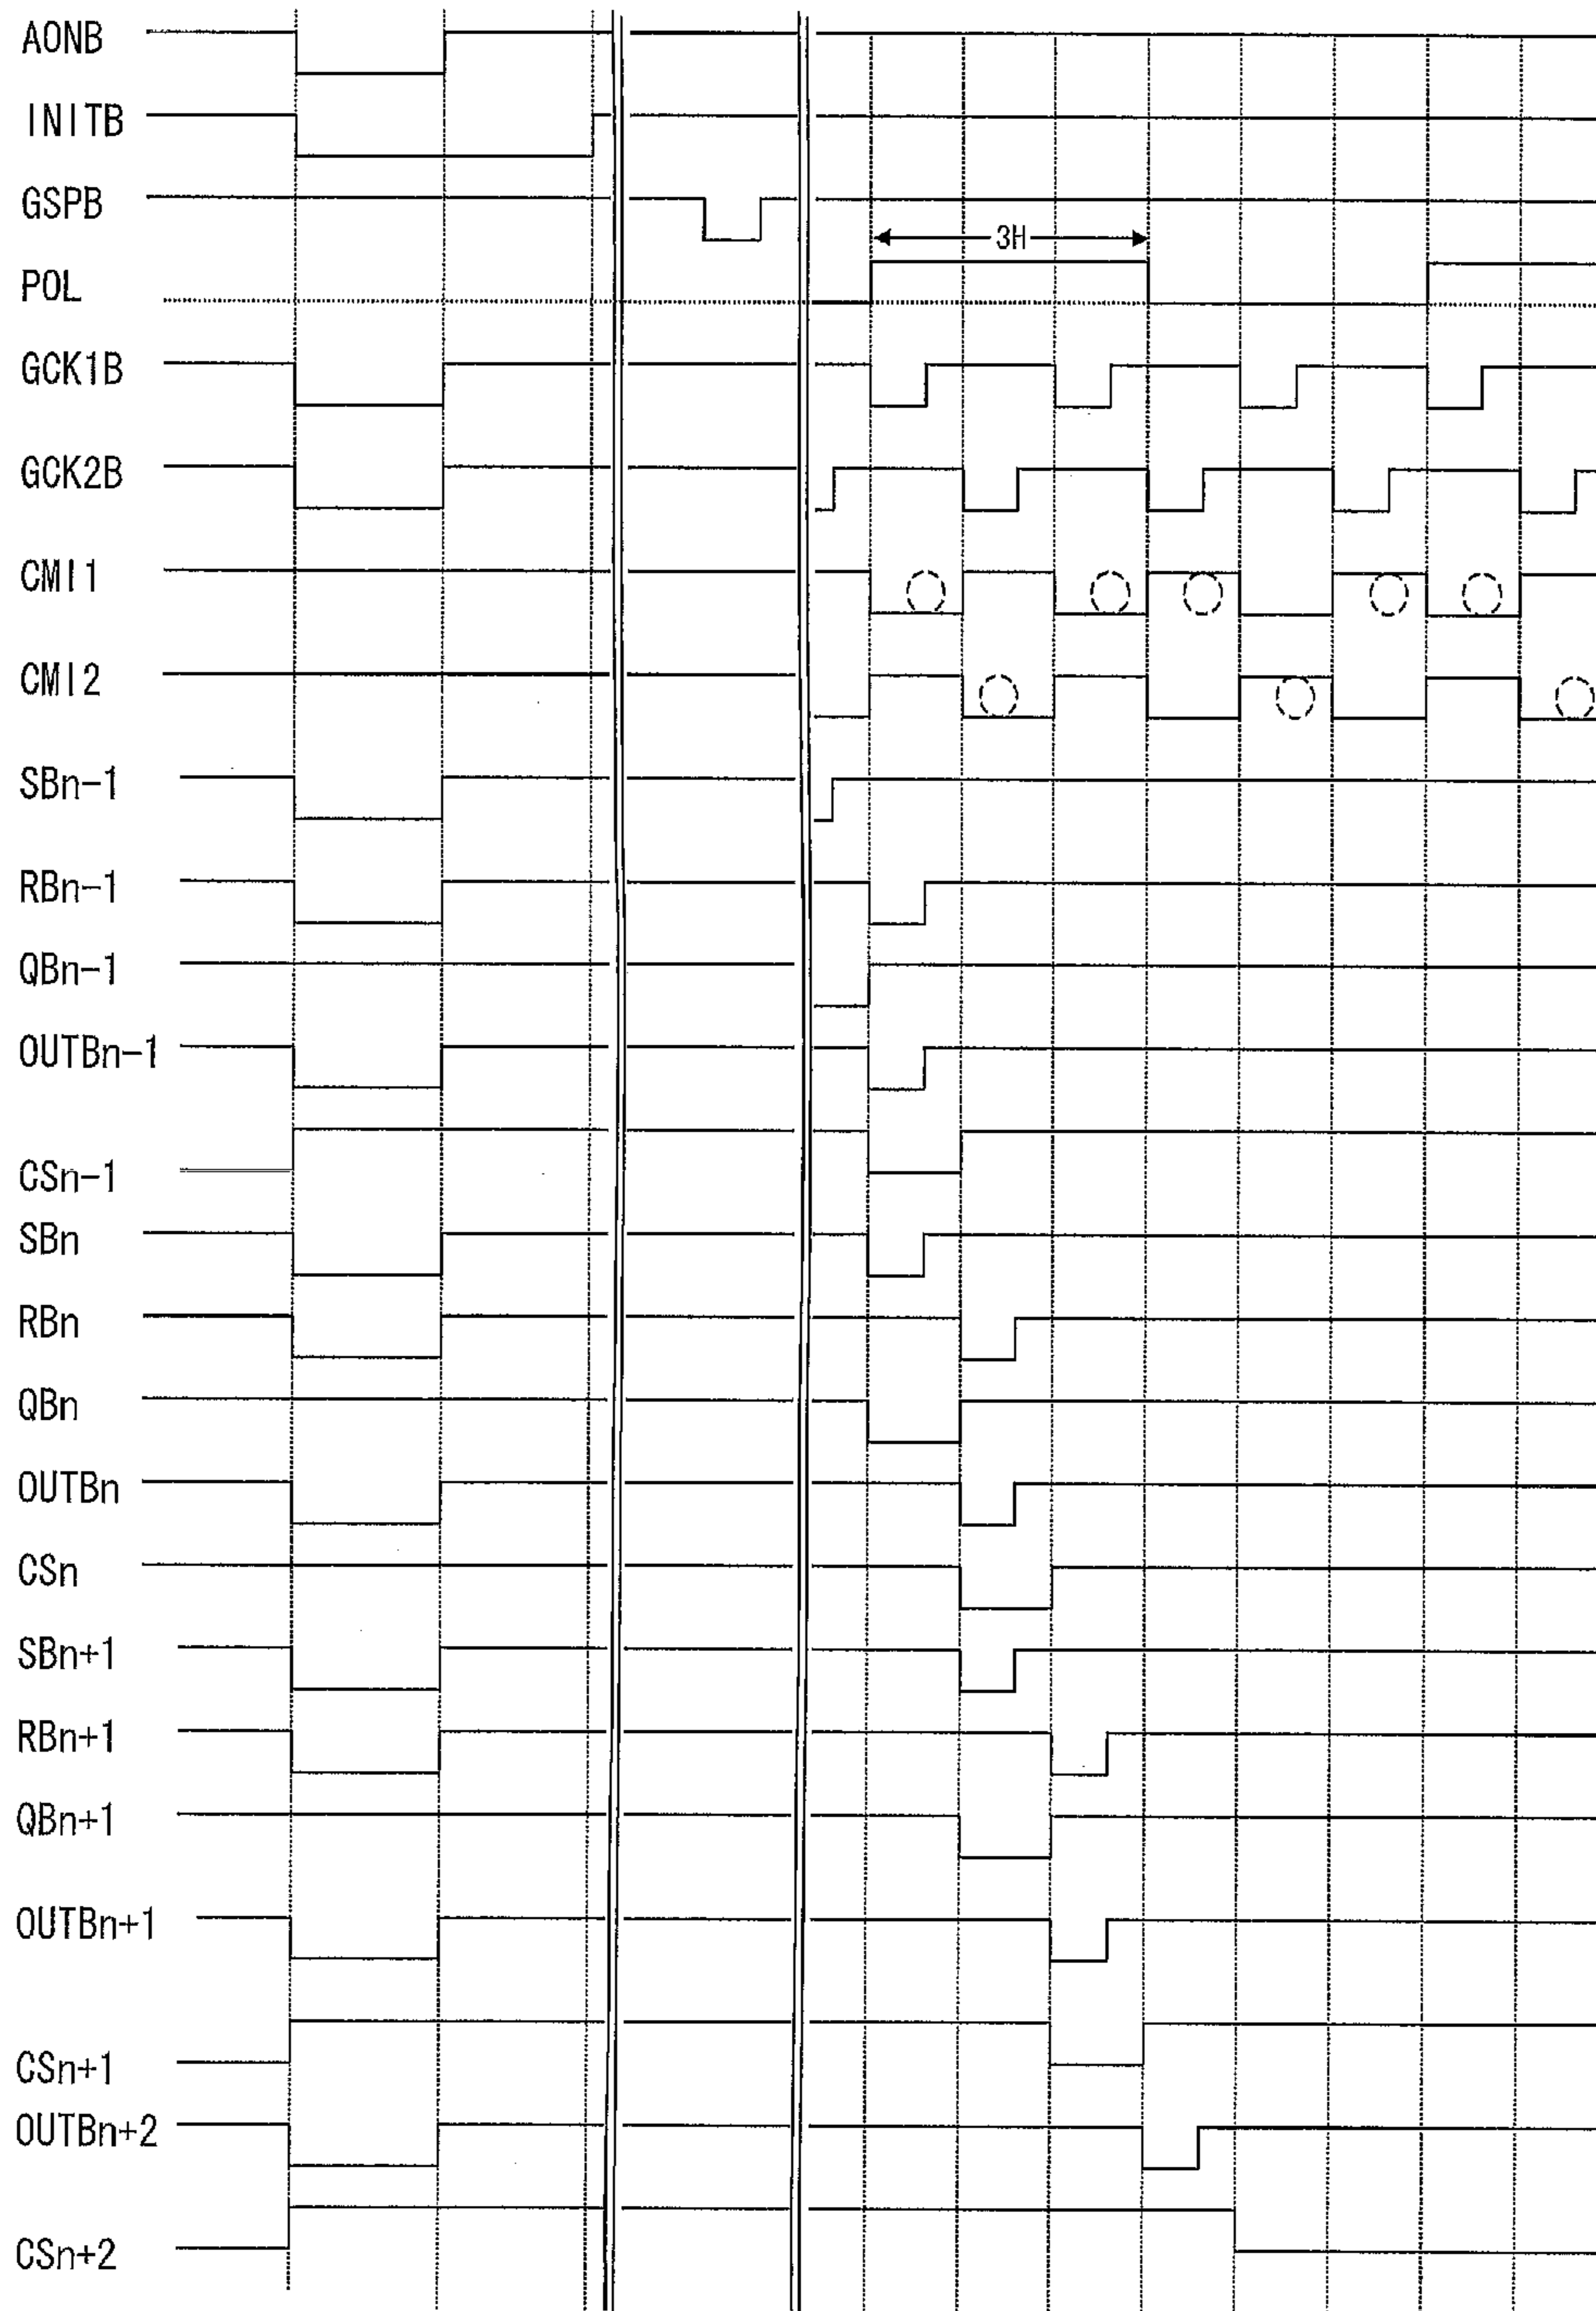 AONB
INITB
GSPB
3H
POL
GCK1B
GCK2B
CMI1
CMI2
SBn-1
RBn-1
QBn-1
OUTBn-1
CSn-1
SBn
RBn
QBn
OUTBn
CSn
SBn+1
RBn+1
QBn+1
OUTBn+1
CSn+1
OUTBn+2
CSn+2